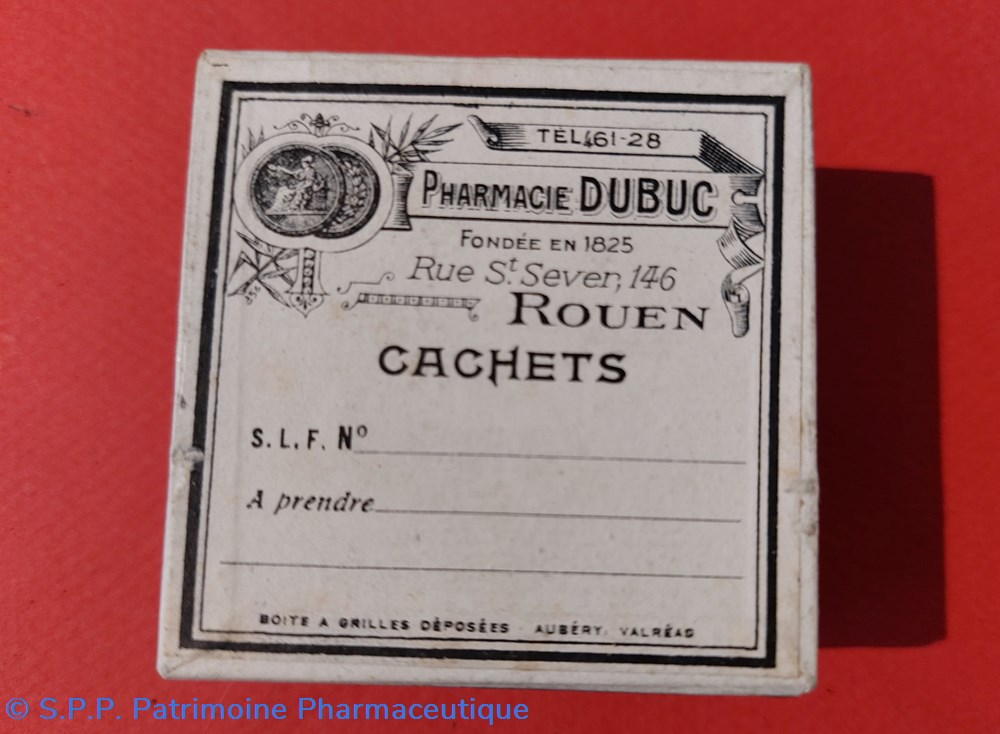 TÉL. 461-28
PHARMACIE DUBUC
FONDÉE EN 1825
Rue St. Sever, 146
ROUEN
CACHETS
S. L. F. No
A prendre
BOITE A GRILLES DÉPOSÉES - AUBÉRY, VALRÉAS
© S.P.P. Patrimoine Pharmaceutique